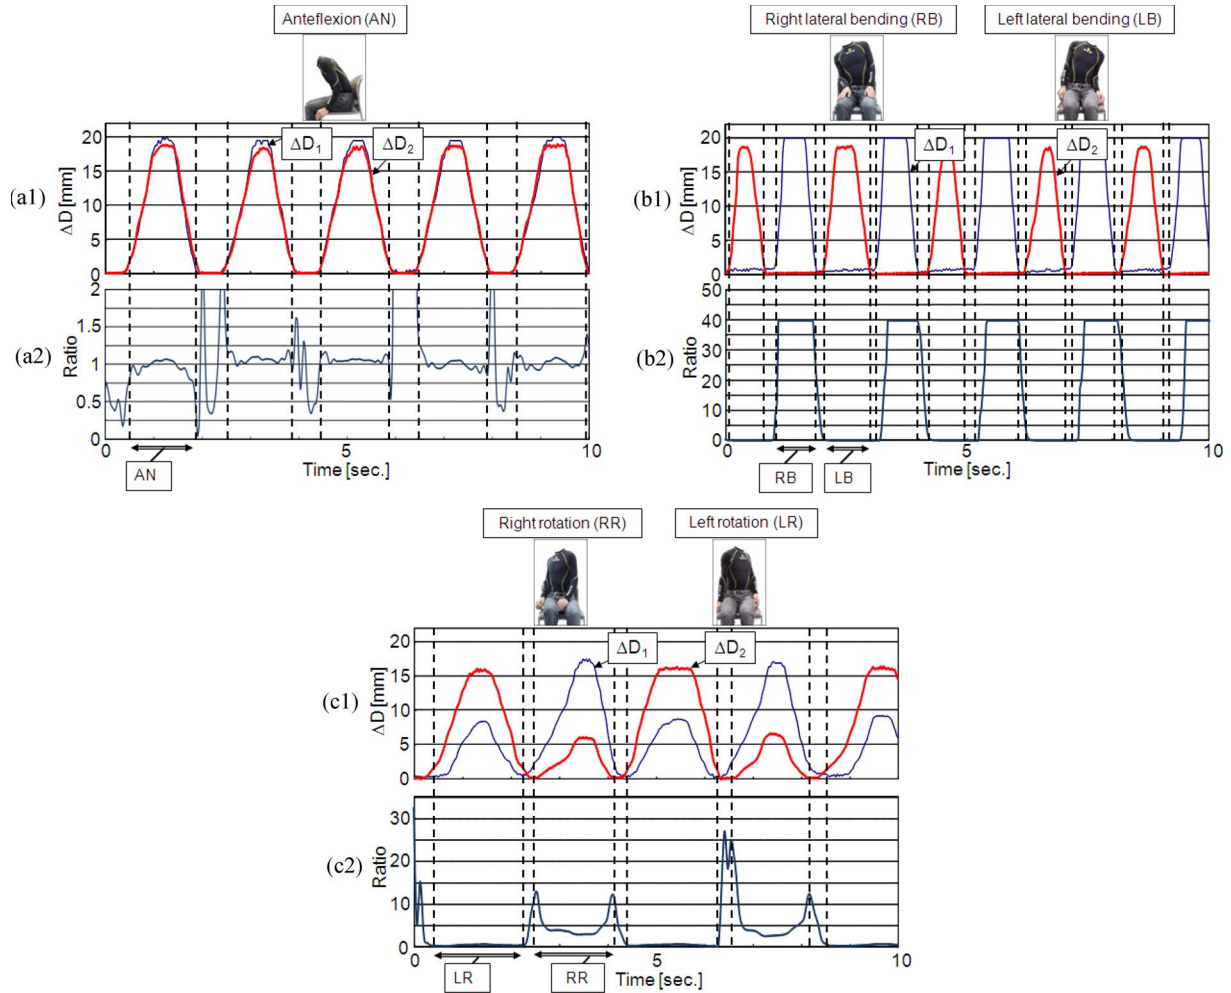 Anteflexion (AN)
Right lateral bending (RB)
Left lateral bending (LB)
(a1)
ΔD [mm]
20
15
10
5
0
ΔD1
ΔD2
(a2)
Ratio
2
1.5
1
0.5
0
0
5
10
Time [sec.]
AN
(b1)
ΔD [mm]
20
15
10
5
0
ΔD1
ΔD2
(b2)
Ratio
50
40
30
20
10
0
0
5
10
Time [sec.]
RB
LB
Right rotation (RR)
Left rotation (LR)
(c1)
ΔD [mm]
20
15
10
5
0
ΔD1
ΔD2
(c2)
Ratio
30
20
10
0
0
5
10
Time [sec.]
LR
RR